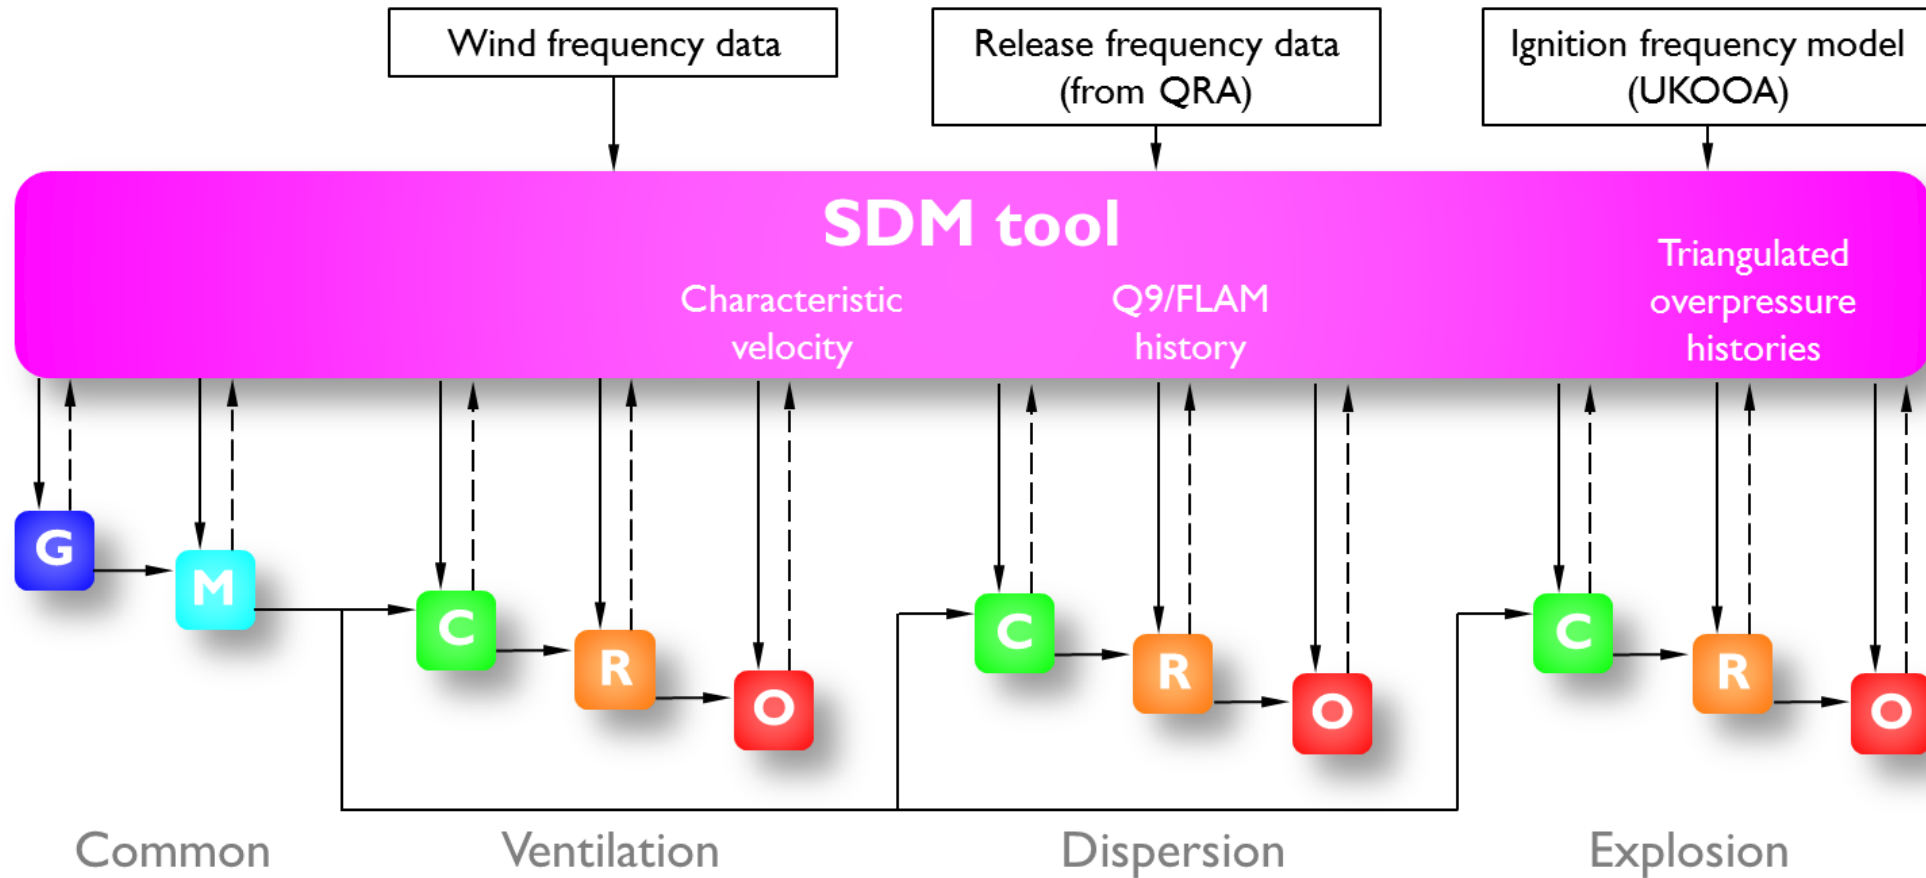 Wind frequency data
Release frequency data
(from QRA)
Ignition frequency model
(UKOOA)
SDM tool
Characteristic
velocity
Q9/FLAM
history
Triangulated
overpressure
histories
G
M
C
R
O
C
R
O
C
R
O
Common
Ventilation
Dispersion
Explosion